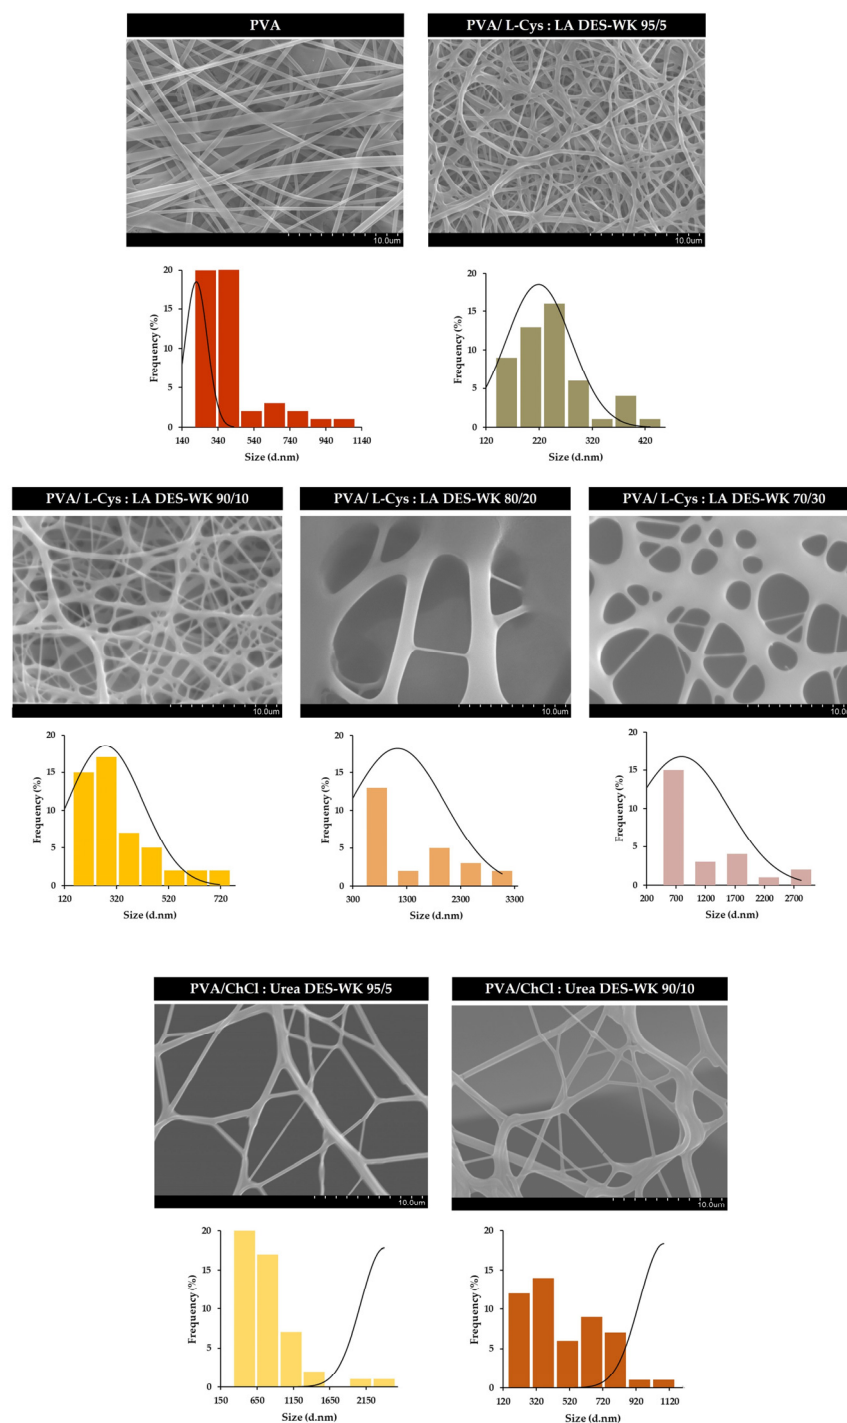 PVA
PVA/ L-Cys : LA DES-WK 95/5
10.0um
10.0um
20
15
10
5
0
Frequency (%)
140 340 540 740 940 1140
Size (d.nm)
20
15
10
5
0
Frequency (%)
120 220 320 420
Size (d.nm)
PVA/ L-Cys : LA DES-WK 90/10
PVA/ L-Cys : LA DES-WK 80/20
PVA/ L-Cys : LA DES-WK 70/30
10.0um
10.0um
10.0um
20
15
10
5
0
Frequency (%)
120 320 520 720
Size (d.nm)
20
15
10
5
0
Frequency (%)
300 1300 2300 3300
Size (d.nm)
20
15
10
5
0
Frequency (%)
200 700 1200 1700 2200 2700
Size (d.nm)
PVA/ChCl : Urea DES-WK 95/5
PVA/ChCl : Urea DES-WK 90/10
10.0um
10.0um
20
15
10
5
0
Frequency (%)
150 650 1150 1650 2150
Size (d.nm)
20
15
10
5
0
Frequency (%)
120 320 520 720 920 1120
Size (d.nm)